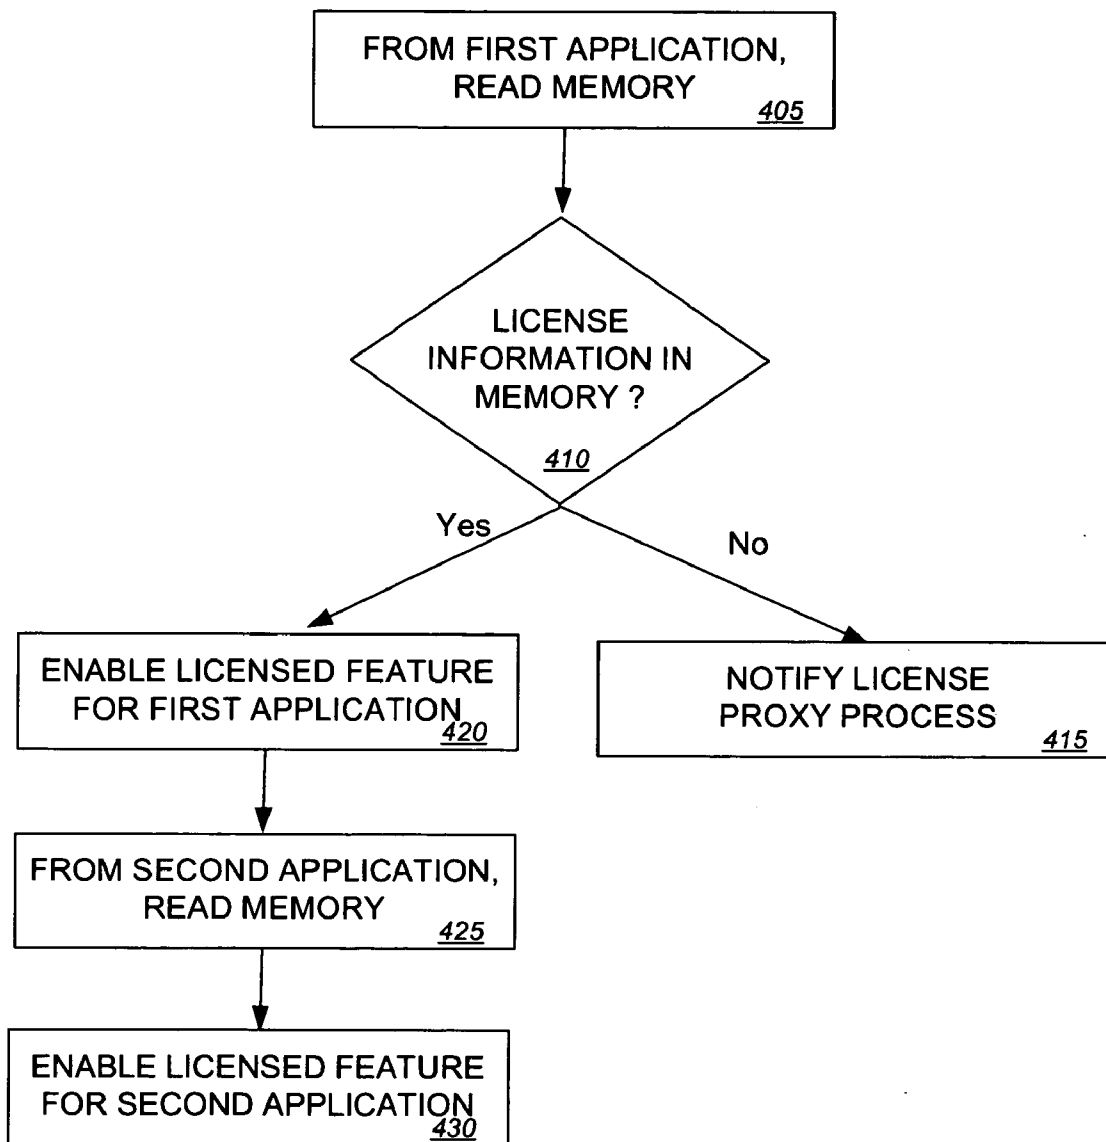 FROM FIRST APPLICATION,
READ MEMORY
405
LICENSE
INFORMATION IN
MEMORY ?
410
Yes
No
ENABLE LICENSED FEATURE
FOR FIRST APPLICATION
420
NOTIFY LICENSE
PROXY PROCESS
415
FROM SECOND APPLICATION,
READ MEMORY
425
ENABLE LICENSED FEATURE
FOR SECOND APPLICATION
430